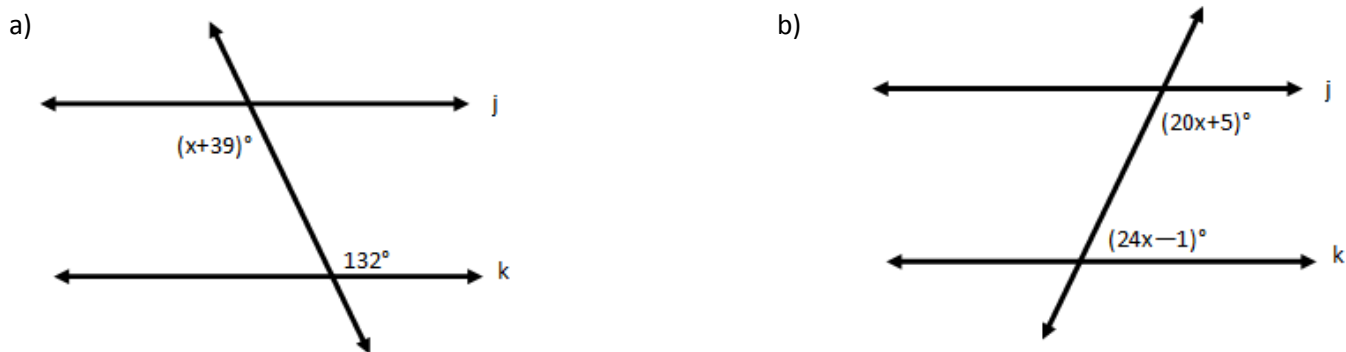 a)
j
(x+39)°
132°
k
b)
j
(20x+5)°
(24x—1)°
k